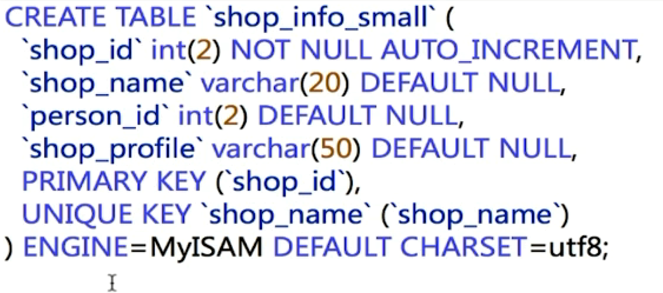 CREATE TABLE `shop_info_small` (
`shop_id` int(2) NOT NULL AUTO_INCREMENT,
`shop_name` varchar(20) DEFAULT NULL,
`person_id` int(2) DEFAULT NULL,
`shop_profile` varchar(50) DEFAULT NULL,
PRIMARY KEY (`shop_id`),
UNIQUE KEY `shop_name` (`shop_name`)
) ENGINE=MyISAM DEFAULT CHARSET=utf8;